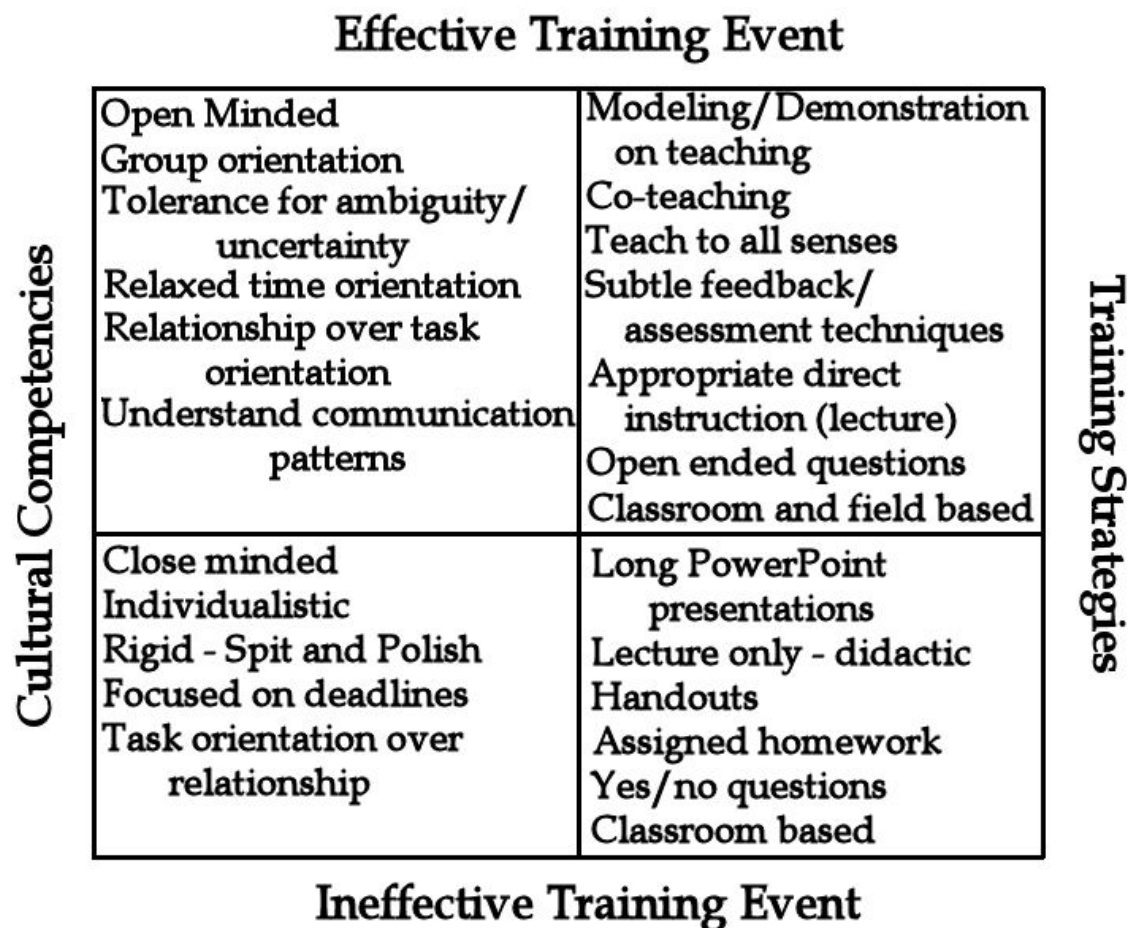 Effective Training Event
Cultural Competencies
Open Minded
Group orientation
Tolerance for ambiguity/
uncertainty
Relaxed time orientation
Relationship over task
orientation
Understand communication
patterns
Modeling/Demonstration
on teaching
Co-teaching
Teach to all senses
Subtle feedback/
assessment techniques
Appropriate direct
instruction (lecture)
Open ended questions
Classroom and field based
Training Strategies
Close minded
Individualistic
Rigid - Spit and Polish
Focused on deadlines
Task orientation over
relationship
Long PowerPoint
presentations
Lecture only - didactic
Handouts
Assigned homework
Yes/no questions
Classroom based
Ineffective Training Event